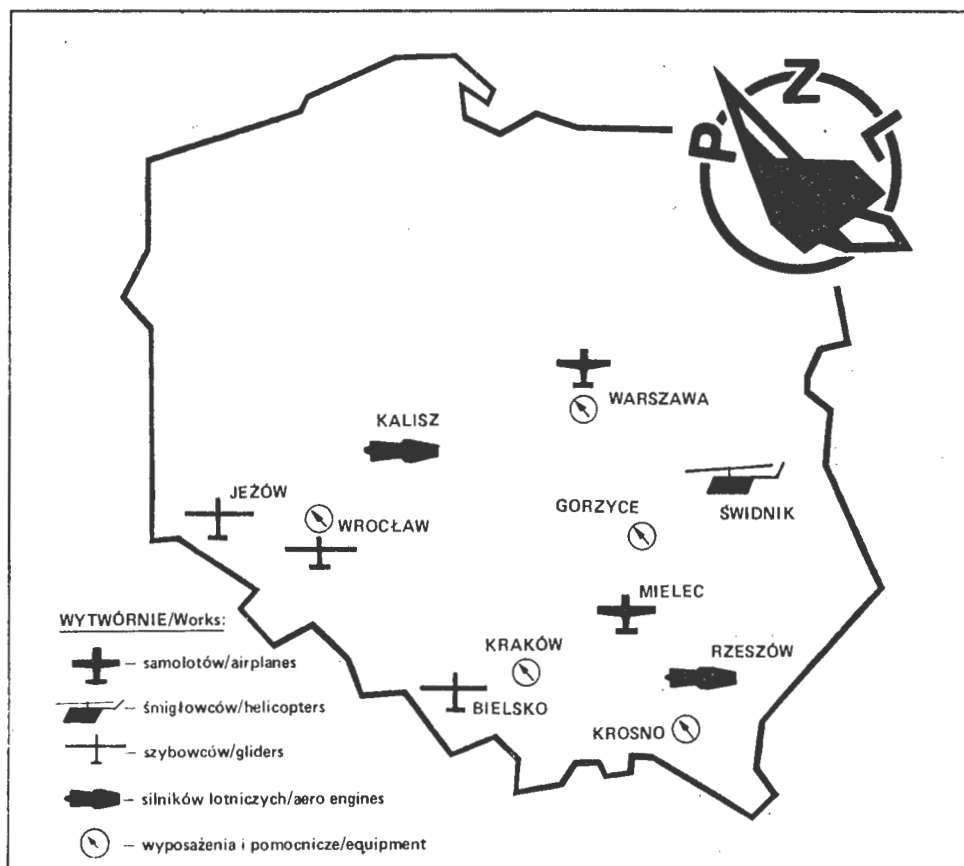 PZL
WARSZAWA
KALISZ
JEŻÓW
WROCŁAW
GORZYCE
ŚWIDNIK
MIELEC
KRAKÓW
RZESZÓW
BIELSKO
KROSNO
WYTWÓRNIE/Works:
– samolotów/airplanes
– śmigłowców/helicopters
– szybowców/gliders
– silników lotniczych/aero engines
– wyposażenia i pomocnicze/equipment